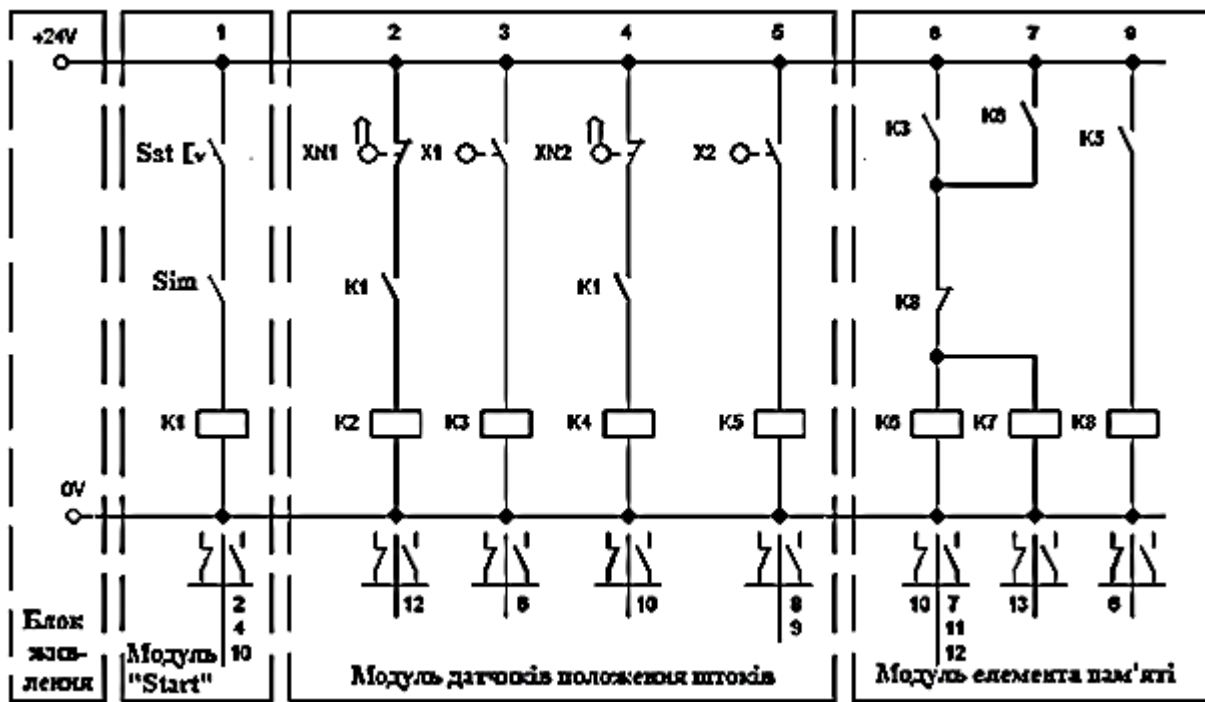 1 2 3 4 5 6 7 9
+24V
Sst
XN1 X1 XN2 X2
K3 K6 K5
Sim K1 K1 K8
K1 K2 K3 K4 K5 K6 K7 K8
0V
2 12 6 10 8 10 7 13 6
4 9 11
10 12
Блок
жив-
лення
Модуль
"Start"
Модуль датчиків положення штоків
Модуль елемента пам'яті